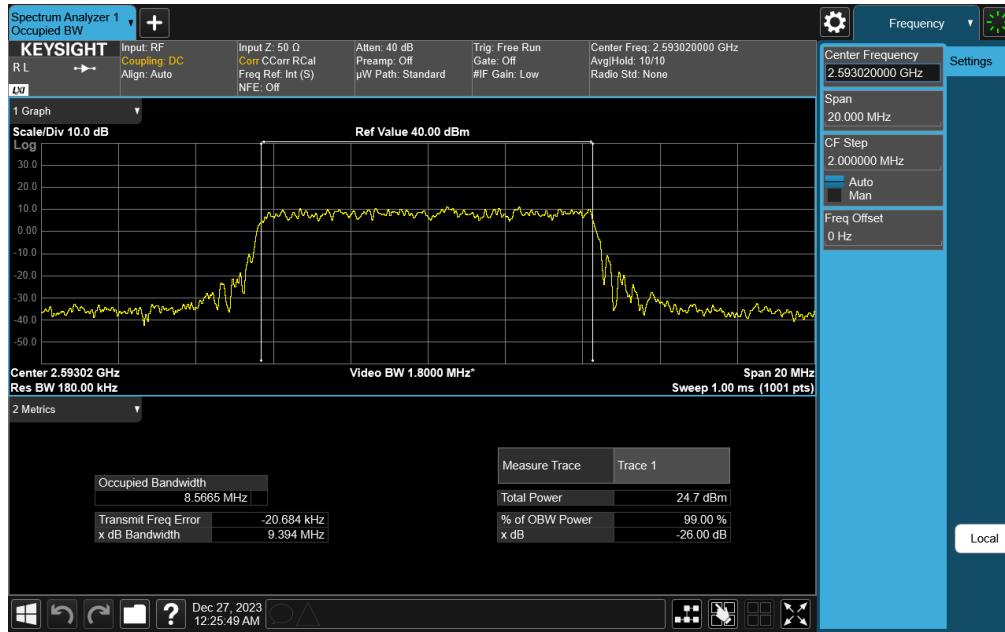 Spectrum Analyzer 1
Occupied BW
Frequency
KEYSIGHT
R L
LXI
Input: RF
Coupling: DC
Align: Auto
Input Z: 50 Ω
Corr CCorr RCal
Freq Ref: Int (S)
NFE: Off
Atten: 40 dB
Preamp: Off
µW Path: Standard
Trig: Free Run
Gate: Off
#IF Gain: Low
Center Freq: 2.593020000 GHz
Avg|Hold: 10/10
Radio Std: None
Center Frequency
2.593020000 GHz
Settings
Span
20.000 MHz
CF Step
2.000000 MHz
Auto
Man
Freq Offset
0 Hz
Local
1 Graph
Scale/Div 10.0 dB
Ref Value 40.00 dBm
Log
30.0
20.0
10.0
0.00
-10.0
-20.0
-30.0
-40.0
-50.0
Center 2.59302 GHz
Video BW 1.8000 MHz*
Span 20 MHz
Res BW 180.00 kHz
Sweep 1.00 ms (1001 pts)
2 Metrics
Measure Trace Trace 1
Occupied Bandwidth
8.5665 MHz
Total Power 24.7 dBm
Transmit Freq Error -20.684 kHz
% of OBW Power 99.00 %
x dB Bandwidth 9.394 MHz
x dB -26.00 dB
?
Dec 27, 2023
12:25:49 AM